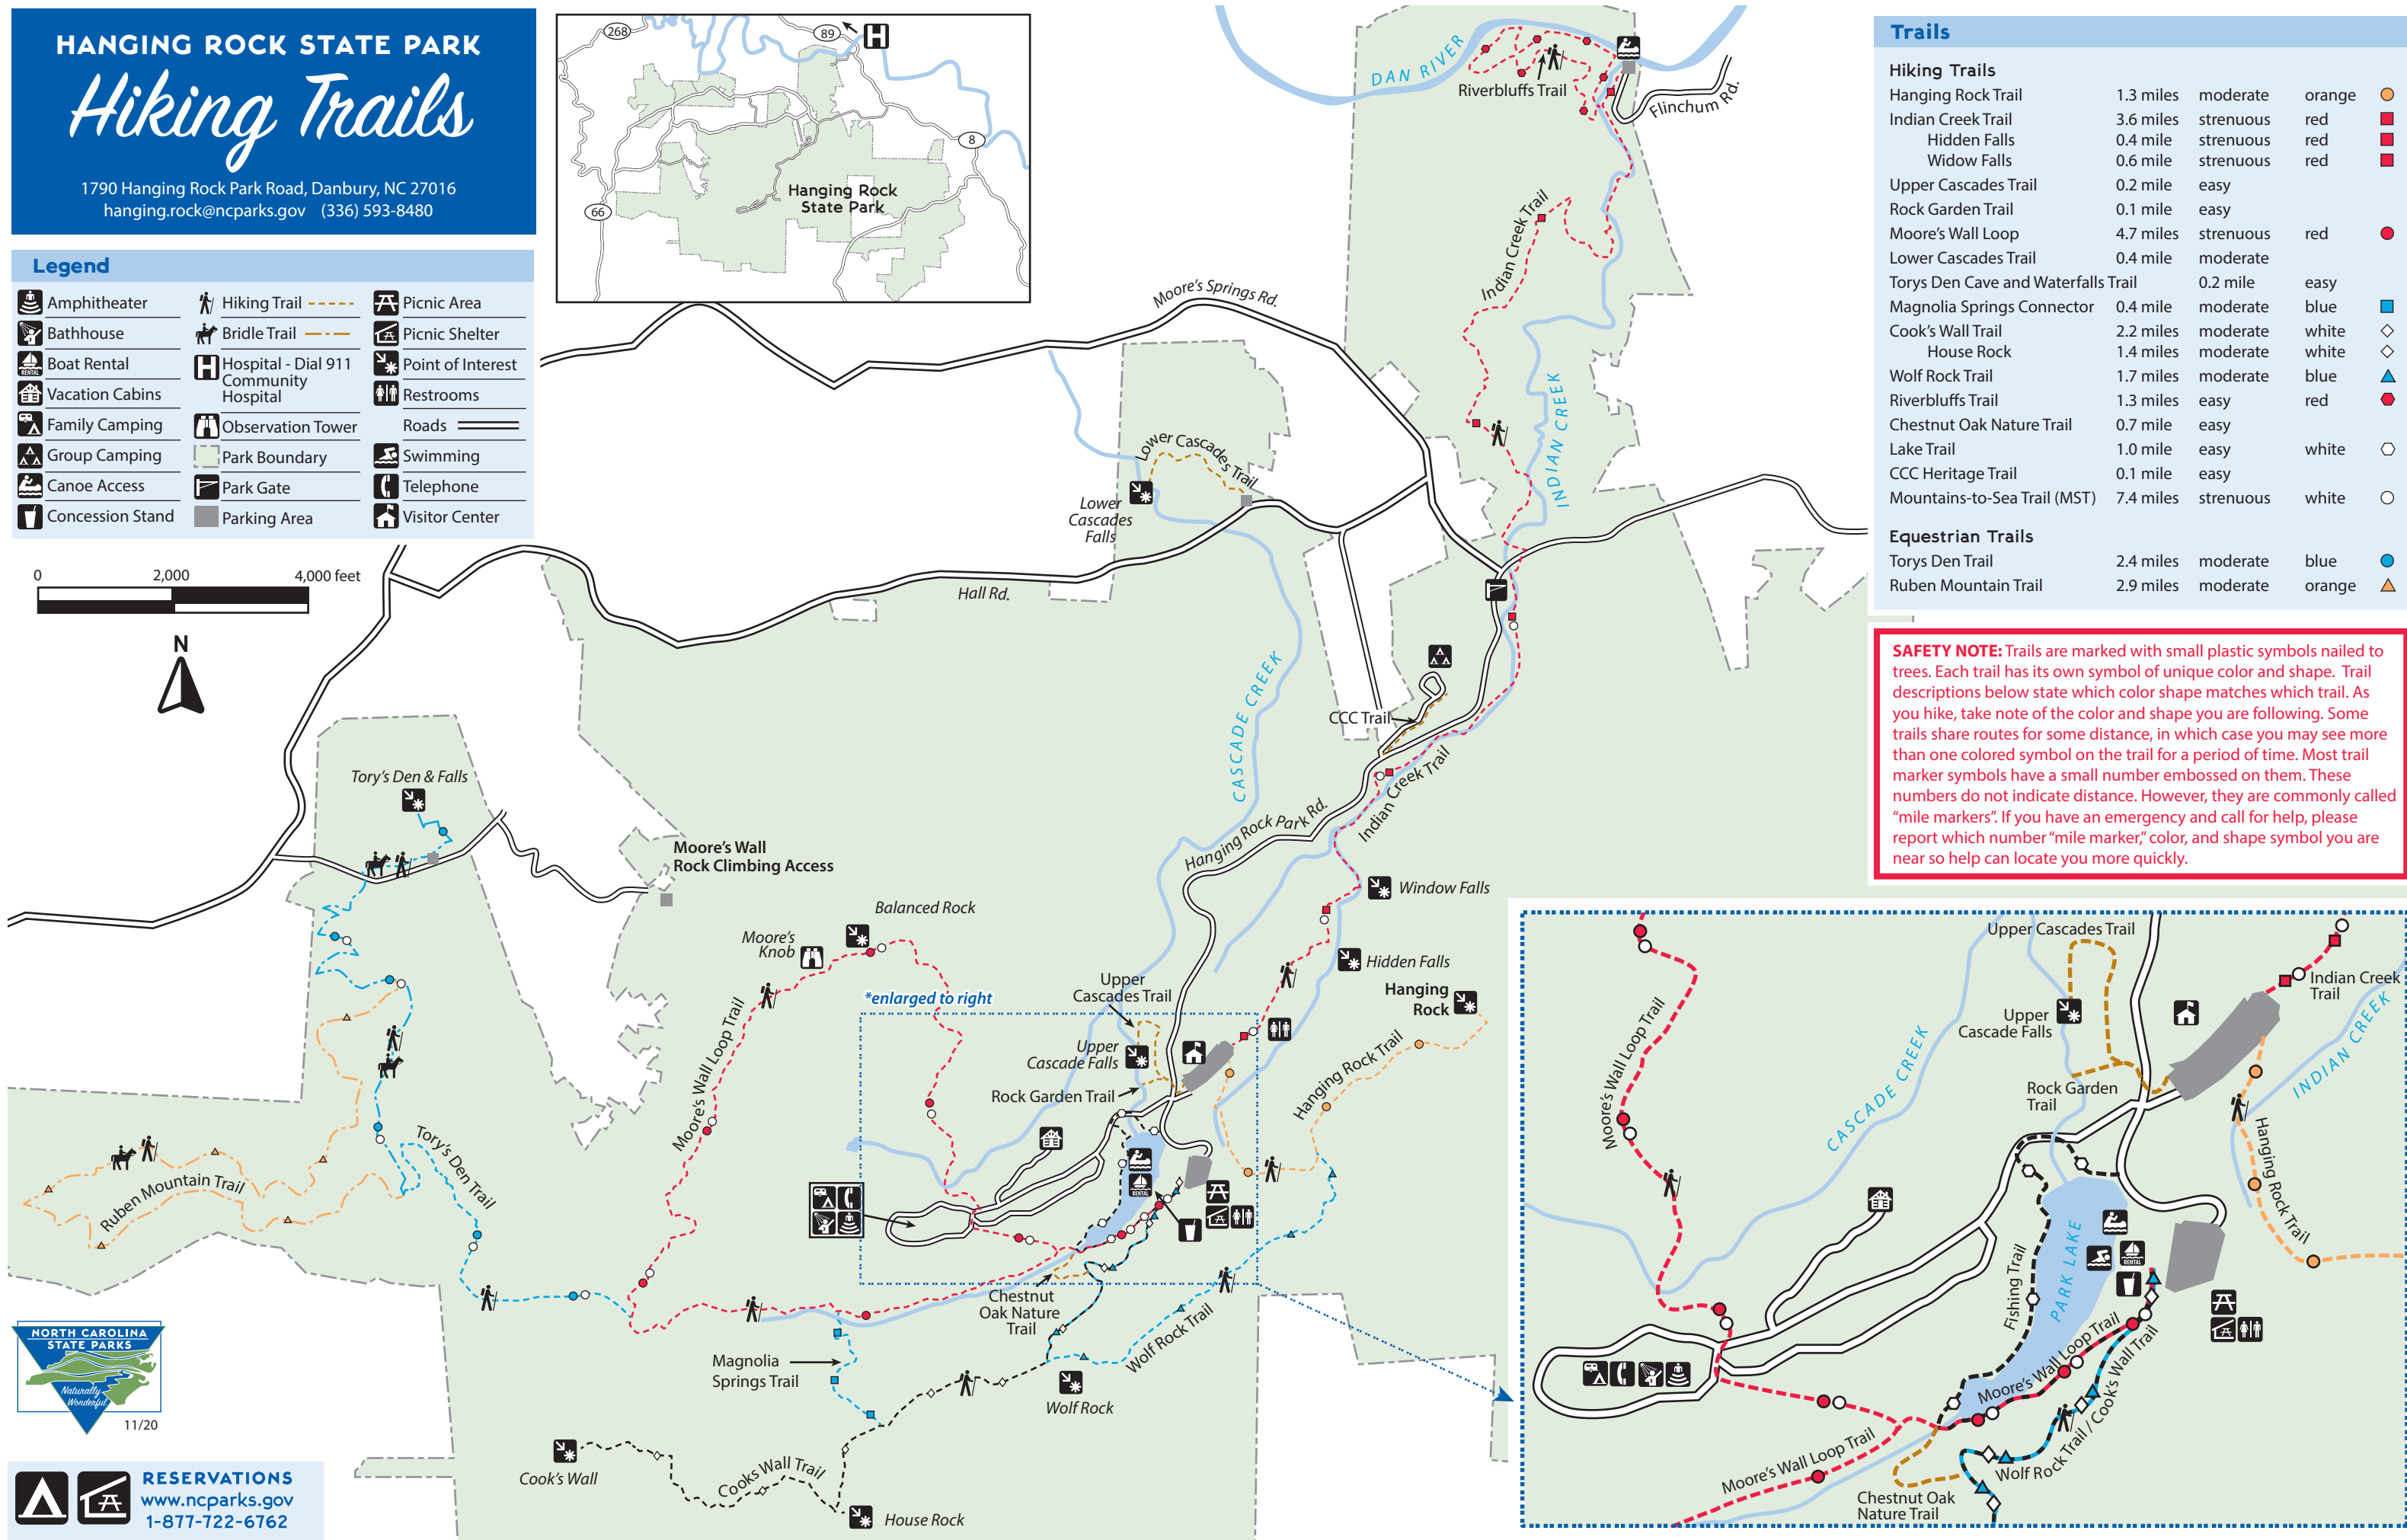 HANGING ROCK STATE PARK
Hiking Trails
1790 Hanging Rock Park Road, Danbury, NC 27016
hanging.rock@ncparks.gov (336) 593-8480
Legend
Amphitheater
Bathhouse
Boat Rental
RENTAL
Vacation Cabins
Family Camping
Group Camping
Canoe Access
Concession Stand
Hiking Trail
Bridle Trail
H
Hospital - Dial 911
Community
Hospital
Observation Tower
Park Boundary
Park Gate
Parking Area
Picnic Area
Picnic Shelter
Point of Interest
Restrooms
Roads
Swimming
Telephone
Visitor Center
0 2,000 4,000 feet
N
268
89
H
8
66
Hanging Rock
State Park
DAN RIVER
Riverbluffs Trail
Flinchum Rd.
Indian Creek Trail
INDIAN CREEK
Moore's Springs Rd.
Lower Cascades Trail
Lower
Cascades
Falls
Hall Rd.
CASCADE CREEK
CCC Trail
Indian Creek Trail
Hanging Rock Park Rd.
Tory's Den & Falls
Moore's Wall
Rock Climbing Access
Balanced Rock
Moore's
Knob
Window Falls
Hidden Falls
Hanging
Rock
Upper
Cascades Trail
*enlarged to right
Moore's Wall Loop Trail
Upper
Cascade Falls
Rock Garden Trail
Hanging Rock Trail
Tory's Den Trail
Ruben Mountain Trail
RENTAL
Chestnut
Oak Nature
Trail
Wolf Rock Trail
Magnolia
Springs Trail
Wolf Rock
Cook's Wall
Cooks Wall Trail
House Rock
NORTH CAROLINA
STATE PARKS
Naturally
Wonderful
11/20
RESERVATIONS
www.ncparks.gov
1-877-722-6762
Trails
Hiking Trails
Hanging Rock Trail 1.3 miles moderate orange
Indian Creek Trail 3.6 miles strenuous red
Hidden Falls 0.4 mile strenuous red
Widow Falls 0.6 mile strenuous red
Upper Cascades Trail 0.2 mile easy
Rock Garden Trail 0.1 mile easy
Moore's Wall Loop 4.7 miles strenuous red
Lower Cascades Trail 0.4 mile moderate
Torys Den Cave and Waterfalls Trail 0.2 mile easy
Magnolia Springs Connector 0.4 mile moderate blue
Cook's Wall Trail 2.2 miles moderate white
House Rock 1.4 miles moderate white
Wolf Rock Trail 1.7 miles moderate blue
Riverbluffs Trail 1.3 miles easy red
Chestnut Oak Nature Trail 0.7 mile easy
Lake Trail 1.0 mile easy white
CCC Heritage Trail 0.1 mile easy
Mountains-to-Sea Trail (MST) 7.4 miles strenuous white
Equestrian Trails
Torys Den Trail 2.4 miles moderate blue
Ruben Mountain Trail 2.9 miles moderate orange
SAFETY NOTE: Trails are marked with small plastic symbols nailed to
trees. Each trail has its own symbol of unique color and shape. Trail
descriptions below state which color shape matches which trail. As
you hike, take note of the color and shape you are following. Some
trails share routes for some distance, in which case you may see more
than one colored symbol on the trail for a period of time. Most trail
marker symbols have a small number embossed on them. These
numbers do not indicate distance. However, they are commonly called
"mile markers". If you have an emergency and call for help, please
report which number "mile marker," color, and shape symbol you are
near so help can locate you more quickly.
Upper Cascades Trail
Indian Creek
Trail
Upper
Cascade Falls
Moore's Wall Loop Trail
CASCADE CREEK
INDIAN CREEK
Rock Garden
Trail
Hanging Rock Trail
Fishing Trail
PARK LAKE
RENTAL
Moore's Wall Loop Trail
Wolf Rock Trail / Cook's Wall Trail
Moore's Wall Loop Trail
Chestnut Oak
Nature Trail